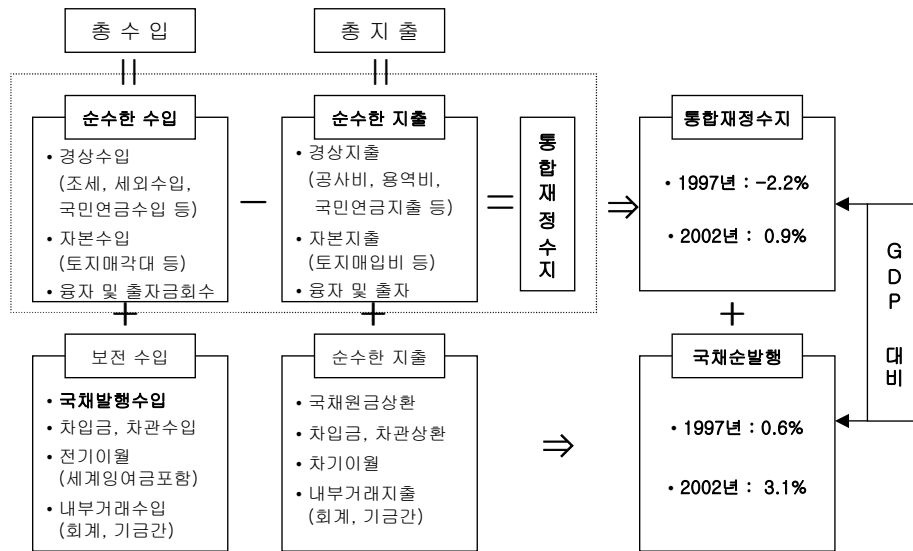 총 수 입
총 지 출
순수한 수입
• 경상수입
(조세, 세외수입,
국민연금수입 등)
• 자본수입
(토지매각대 등)
• 융자 및 출자금회수
−
순수한 지출
• 경상지출
(공사비, 용역비,
국민연금지출 등)
• 자본지출
(토지매입비 등)
• 융자 및 출자
=
통합재정수지
⇒
통합재정수지
• 1997년 : -2.2%
• 2002년 : 0.9%
+
+
+
보전 수입
• 국채발행수입
• 차입금, 차관수입
• 전기이월
(세계잉여금포함)
• 내부거래수입
(회계, 기금간)
순수한 지출
• 국채원금상환
• 차입금, 차관상환
• 차기이월
• 내부거래지출
(회계, 기금간)
⇒
국채순발행
• 1997년 : 0.6%
• 2002년 : 3.1%
GDP 대비